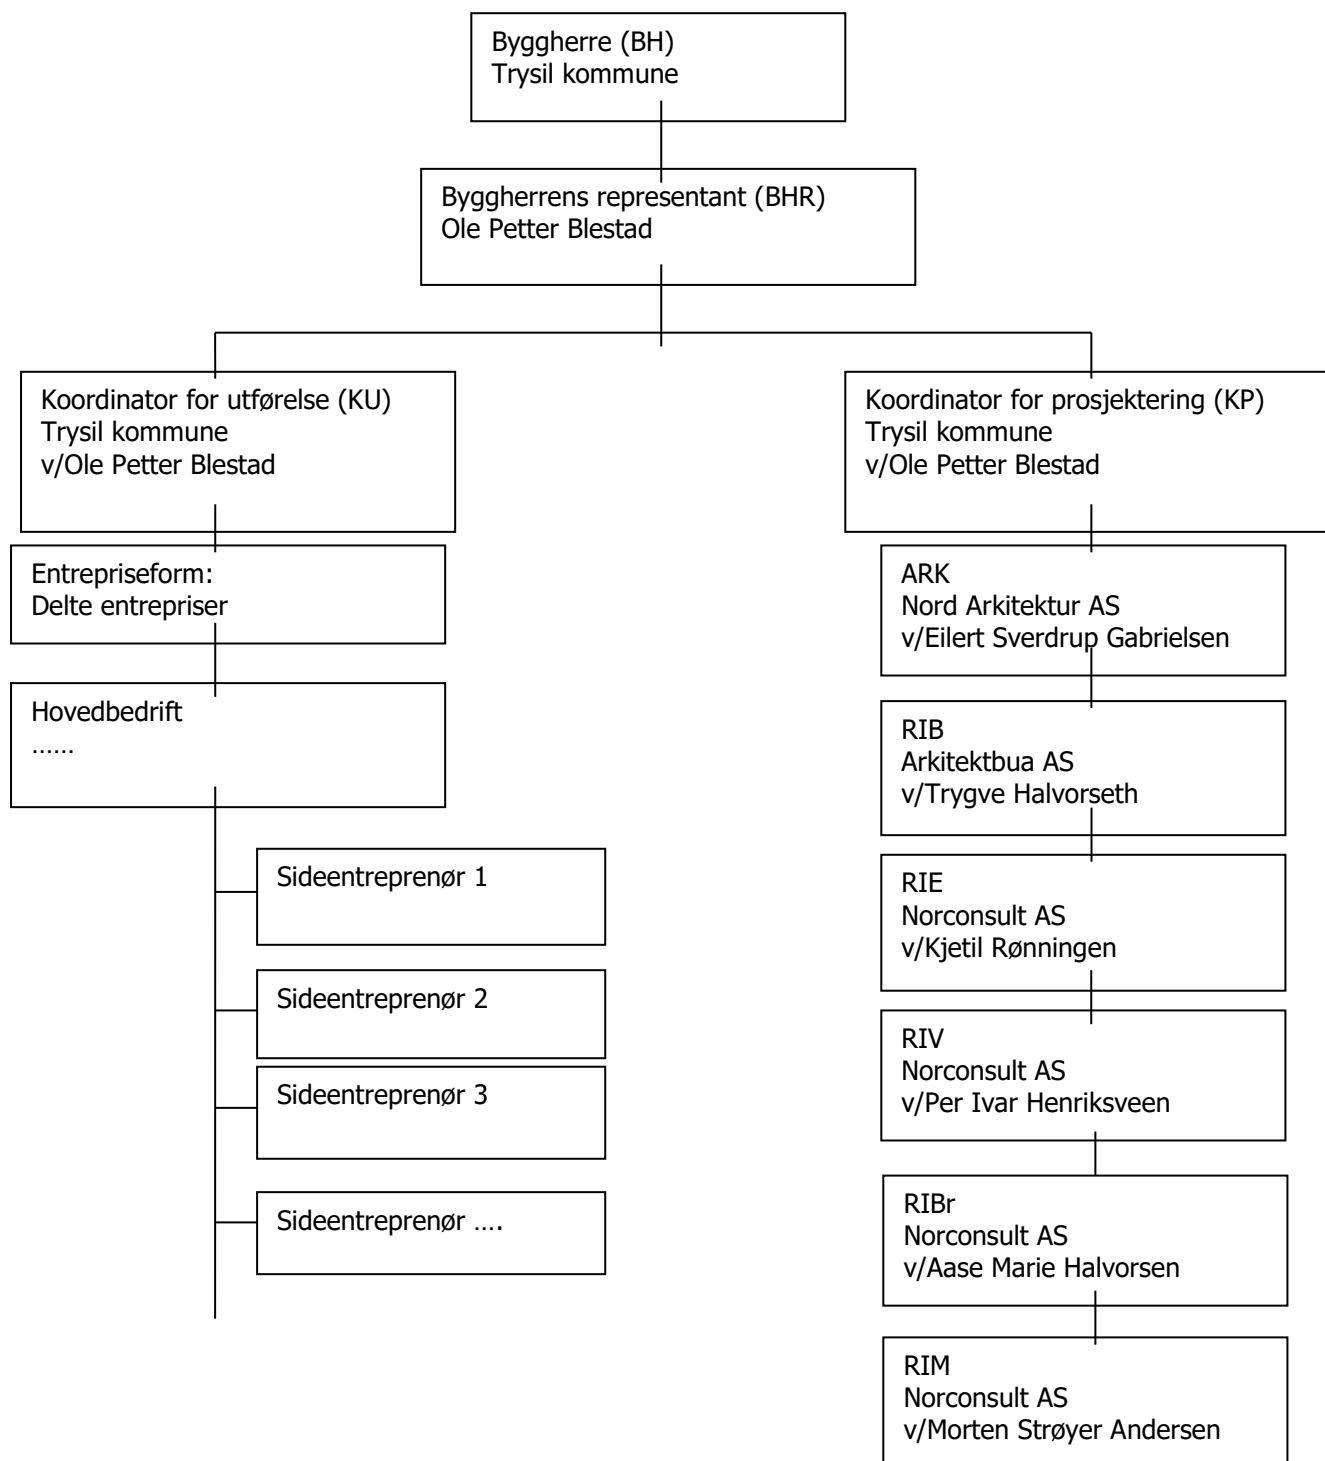 Byggherre (BH)
Trysil kommune
Byggherrens representant (BHR)
Ole Petter Blestad
Koordinator for utførelse (KU)
Trysil kommune
v/Ole Petter Blestad
Entrepriseform:
Delte entrepriser
Hovedbedrift
……
Sideentreprenør 1
Sideentreprenør 2
Sideentreprenør 3
Sideentreprenør ….
Koordinator for prosjektering (KP)
Trysil kommune
v/Ole Petter Blestad
ARK
Nord Arkitektur AS
v/Eilert Sverdrup Gabrielsen
RIB
Arkitektbua AS
v/Trygve Halvorseth
RIE
Norconsult AS
v/Kjetil Rønningen
RIV
Norconsult AS
v/Per Ivar Henriksveen
RIBr
Norconsult AS
v/Aase Marie Halvorsen
RIM
Norconsult AS
v/Morten Strøyer Andersen